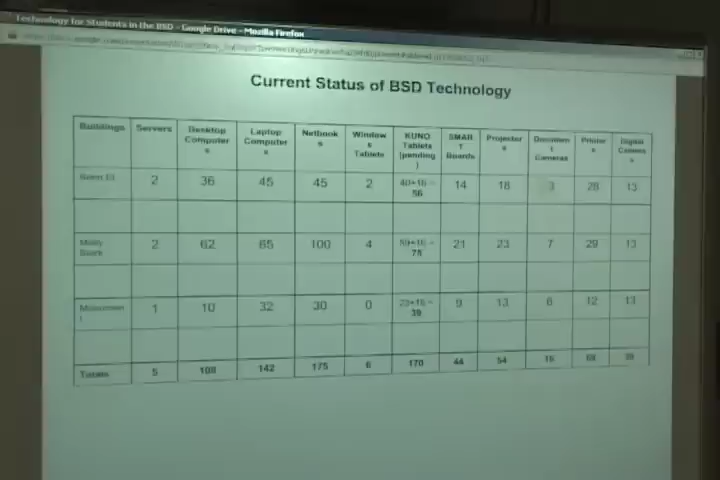 Technology for Students in the BSD - Google Drive - Mozilla Firefox
Current Status of BSD Technology
Buildings Servers Desktop Computers Laptop Computers Netbooks Windows Tablets KUNO Tablets (pending) SMART Boards Projectors Document Cameras Printers Digital Cameras
2 36 45 45 2 40+16 = 56 14 18 3 28 13
Molly Stark 2 62 65 100 4 59+16 = 75 21 23 7 29 13
Monument 1 10 32 30 0 23+16 = 39 9 13 6 12 13
Totals 5 108 142 175 6 170 44 54 16 69 39